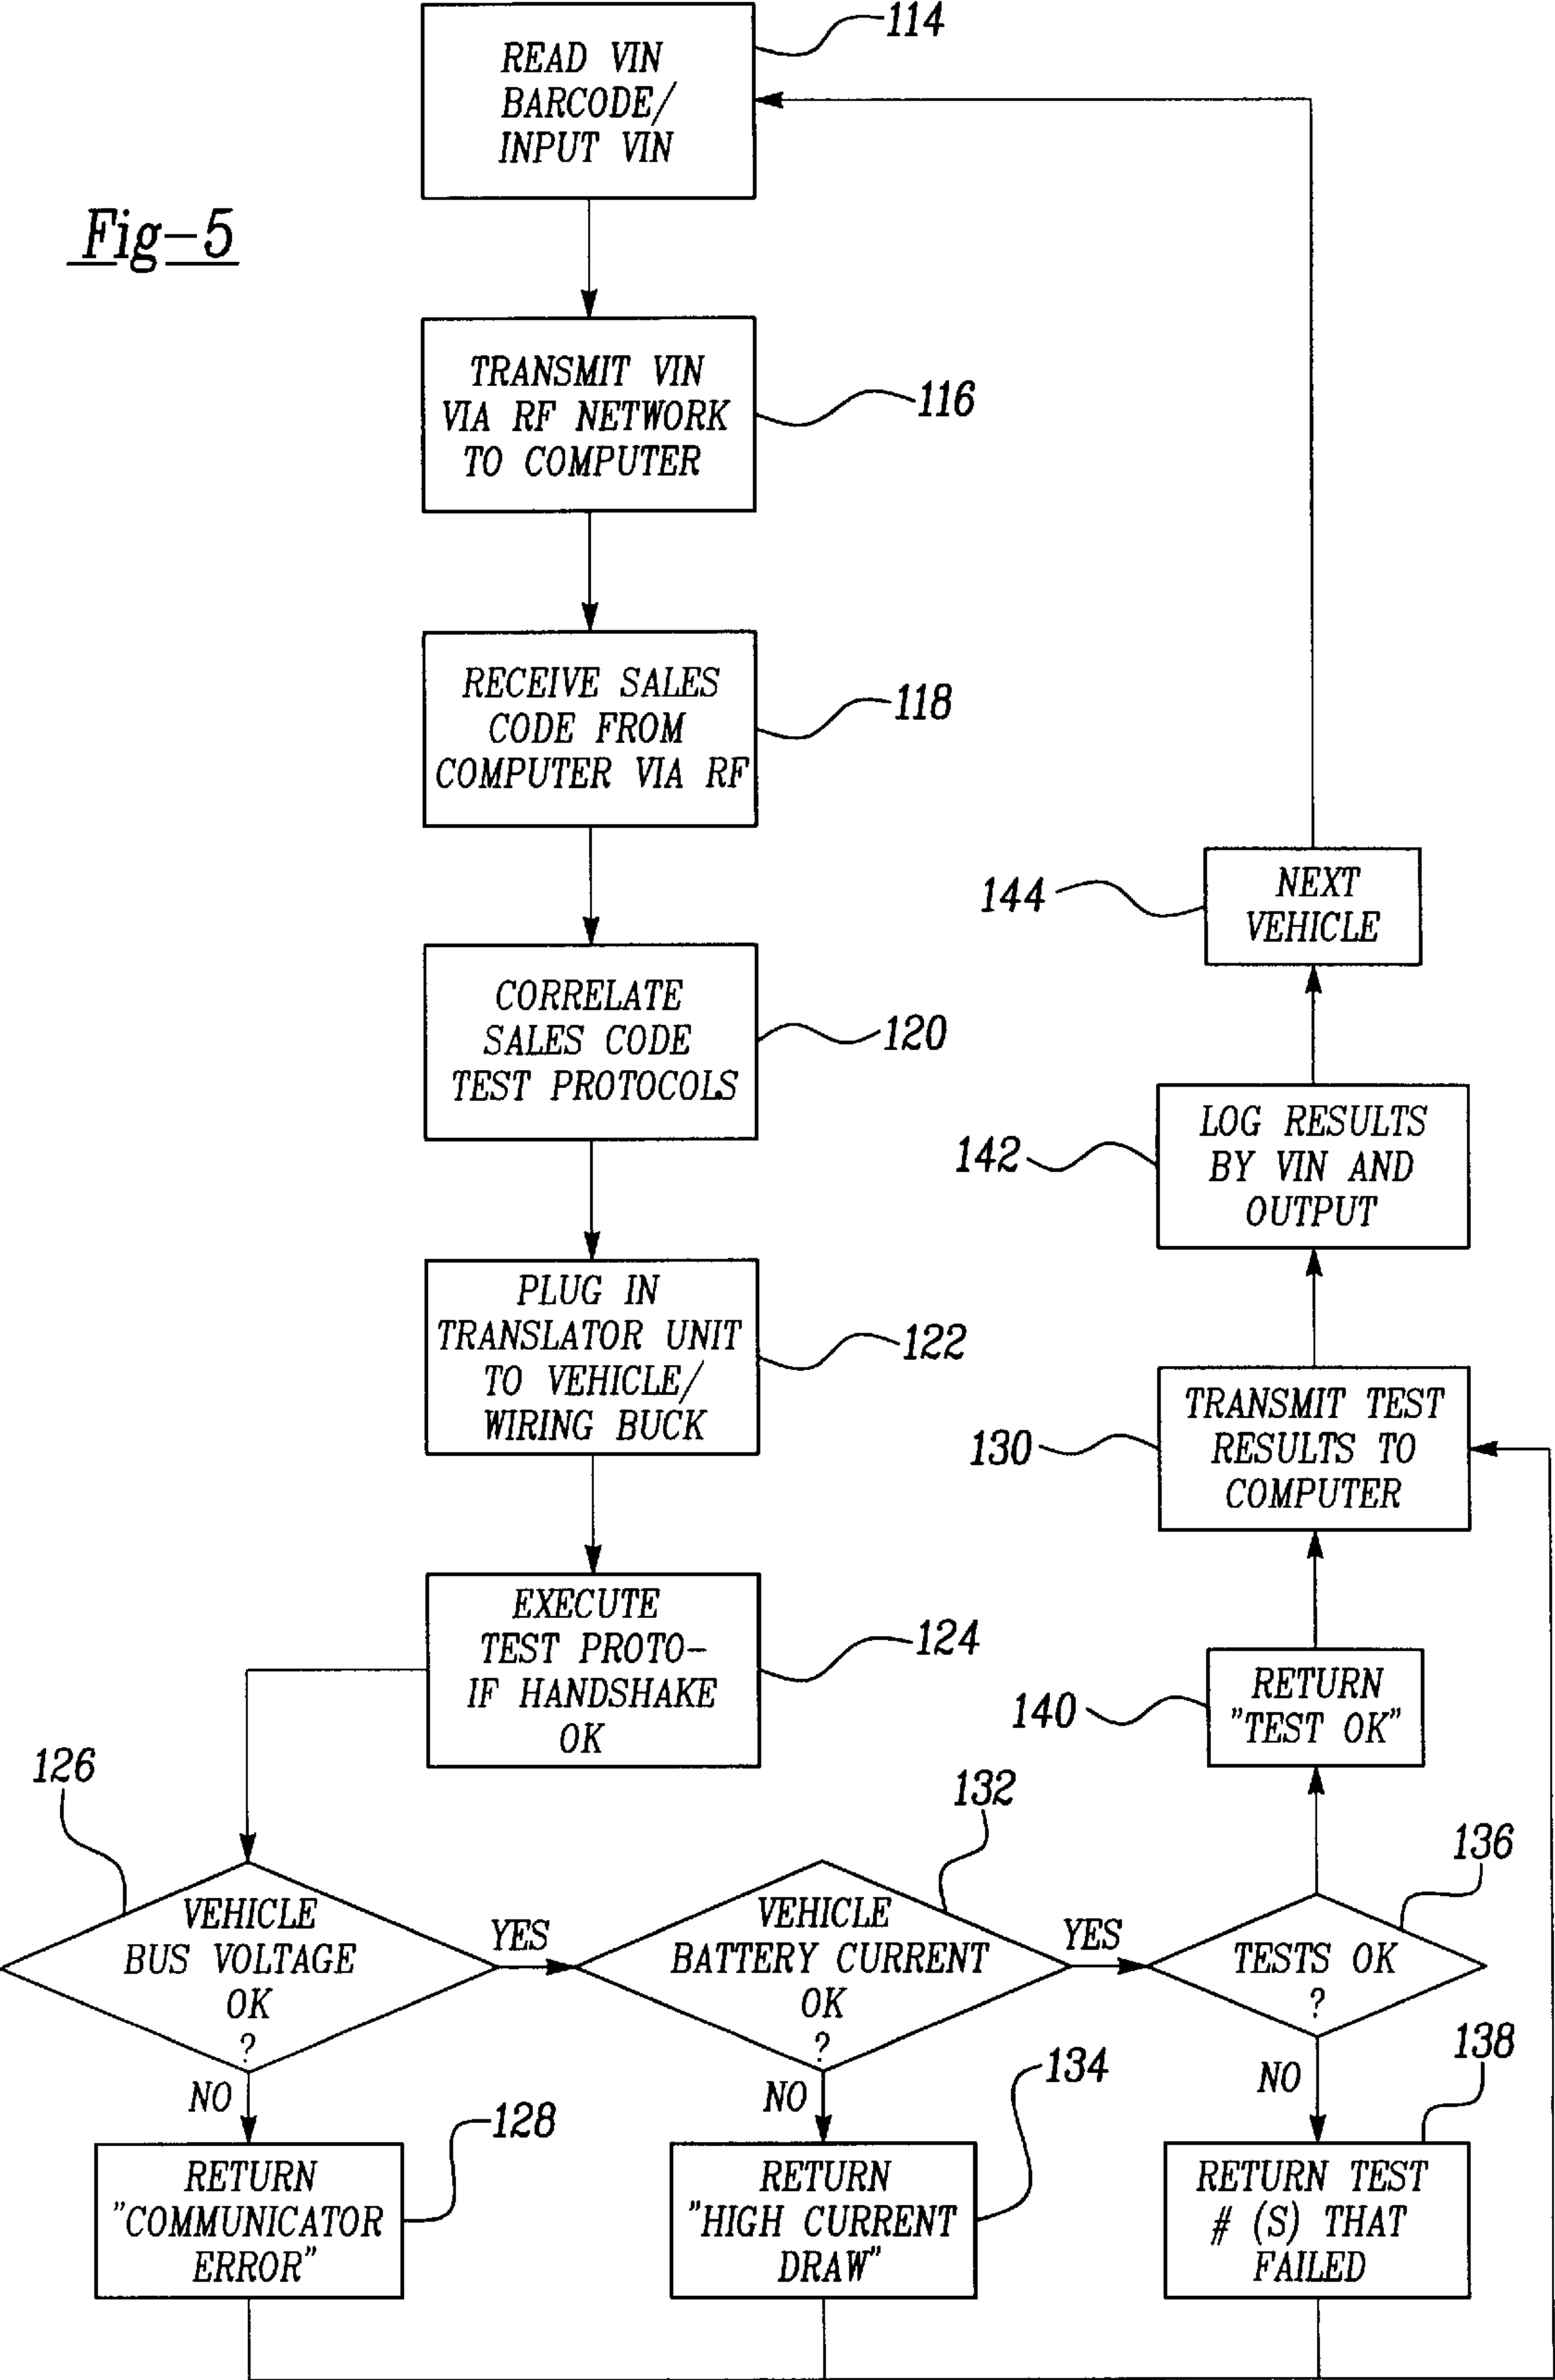 114
READ VIN
BARCODE/
INPUT VIN
Fig-5
TRANSMIT VIN
VIA RF NETWORK
TO COMPUTER
116
RECEIVE SALES
CODE FROM
COMPUTER VIA RF
118
CORRELATE
SALES CODE
TEST PROTOCOLS
120
PLUG IN
TRANSLATOR UNIT
TO VEHICLE/
WIRING BUCK
122
EXECUTE
TEST PROTO-
IF HANDSHAKE
OK
124
126
VEHICLE
BUS VOLTAGE
OK
?
YES
NO
RETURN
"COMMUNICATOR
ERROR"
128
132
VEHICLE
BATTERY CURRENT
OK
?
YES
NO
RETURN
"HIGH CURRENT
DRAW"
134
136
TESTS OK
?
NO
138
RETURN TEST
# (S) THAT
FAILED
140
RETURN
"TEST OK"
130
TRANSMIT TEST
RESULTS TO
COMPUTER
142
LOG RESULTS
BY VIN AND
OUTPUT
144
NEXT
VEHICLE